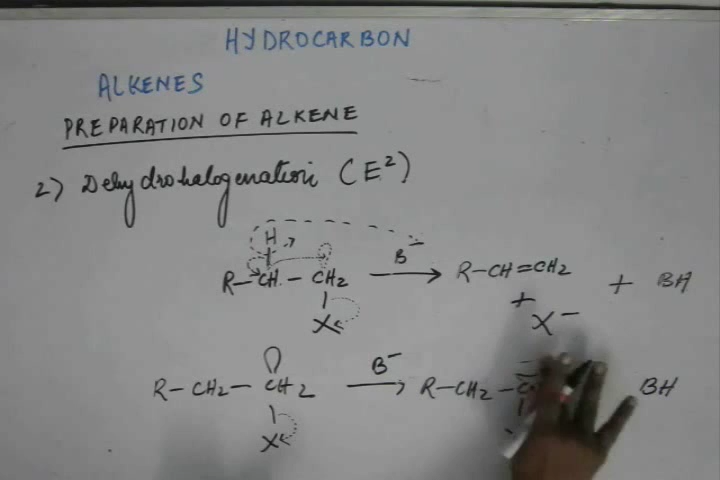 HYDROCARBON
ALKENES
PREPARATION OF ALKENE
2) Dehydrohalogenation (E²)
H
R-CH-CH2 B⁻ → R-CH=CH2 + BH
X + X⁻
R-CH2-CH2 B⁻ → R-CH2- BH
X